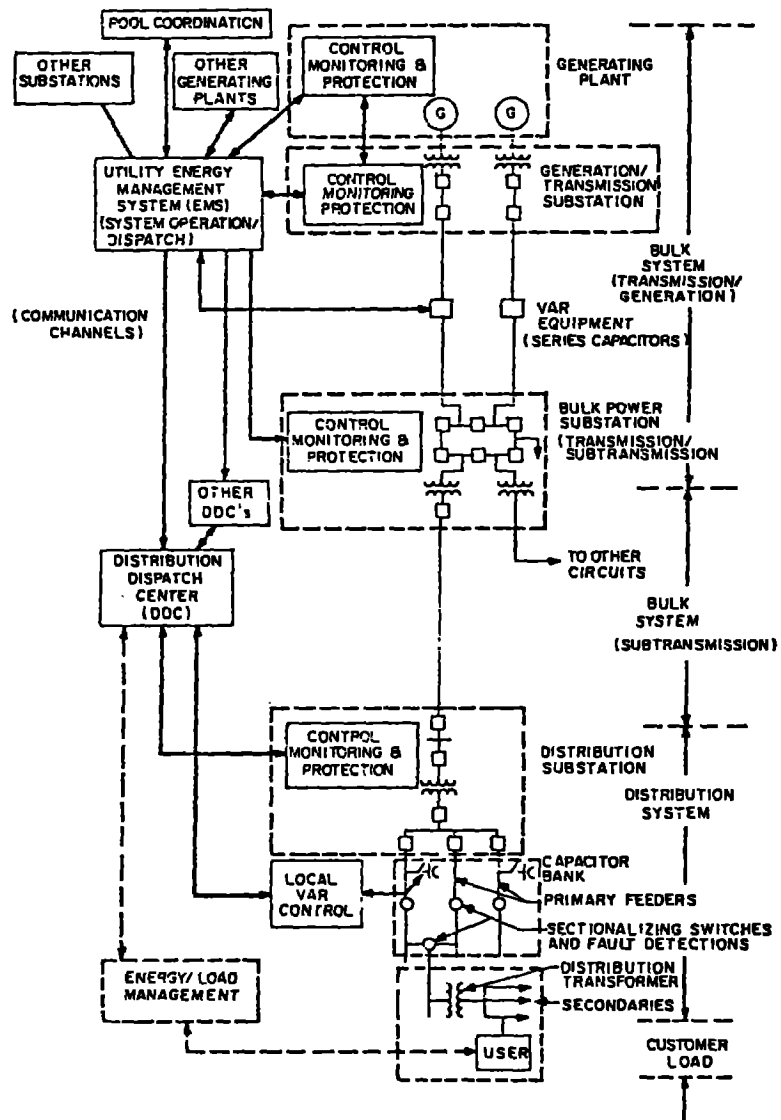 POOL COORDINATION
OTHER
SUBSTATIONS
OTHER
GENERATING
PLANTS
CONTROL
MONITORING &
PROTECTION
G
G
GENERATING
PLANT
UTILITY ENERGY
MANAGEMENT
SYSTEM (EMS)
(SYSTEM OPERATION/
DISPATCH)
CONTROL
MONITORING
PROTECTION
GENERATION/
TRANSMISSION
SUBSTATION
BULK
SYSTEM
(TRANSMISSION/
GENERATION)
(COMMUNICATION
CHANNELS)
VAR
EQUIPMENT
(SERIES CAPACITORS)
CONTROL
MONITORING &
PROTECTION
BULK POWER
SUBSTATION
(TRANSMISSION/
SUBTRANSMISSION
OTHER
DDC's
TO OTHER
CIRCUITS
DISTRIBUTION
DISPATCH
CENTER
(DDC)
BULK
SYSTEM
(SUBTRANSMISSION)
CONTROL
MONITORING &
PROTECTION
DISTRIBUTION
SUBSTATION
DISTRIBUTION
SYSTEM
C
C
CAPACITOR
BANK
LOCAL
VAR
CONTROL
PRIMARY FEEDERS
SECTIONALIZING SWITCHES
AND FAULT DETECTIONS
ENERGY/LOAD
MANAGEMENT
DISTRIBUTION
TRANSFORMER
SECONDARIES
USER
CUSTOMER
LOAD